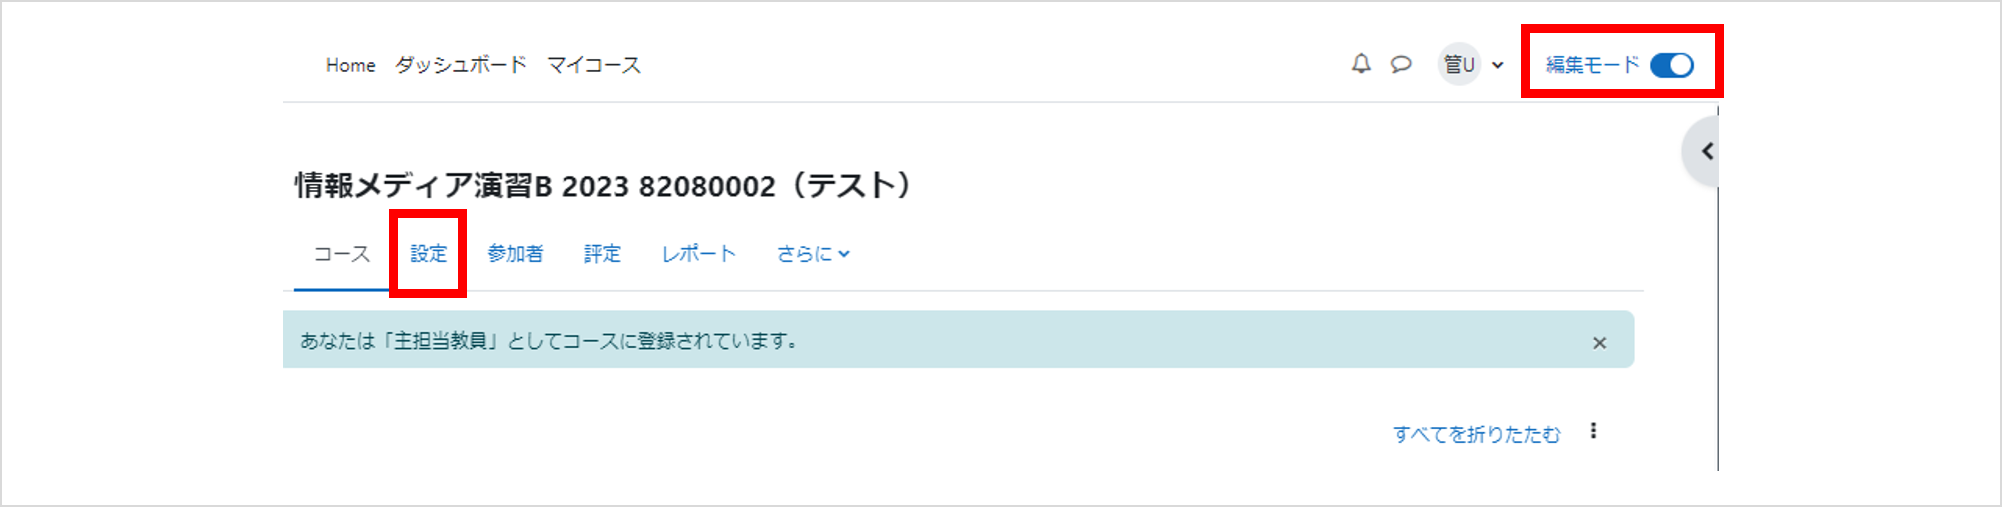 Home ダッシュボード マイコース 管U 編集モード
情報メディア演習B 2023 82080002（テスト）
コース 設定 参加者 評定 レポート さらに
あなたは「主担当教員」としてコースに登録されています。 ×
すべてを折りたたむ